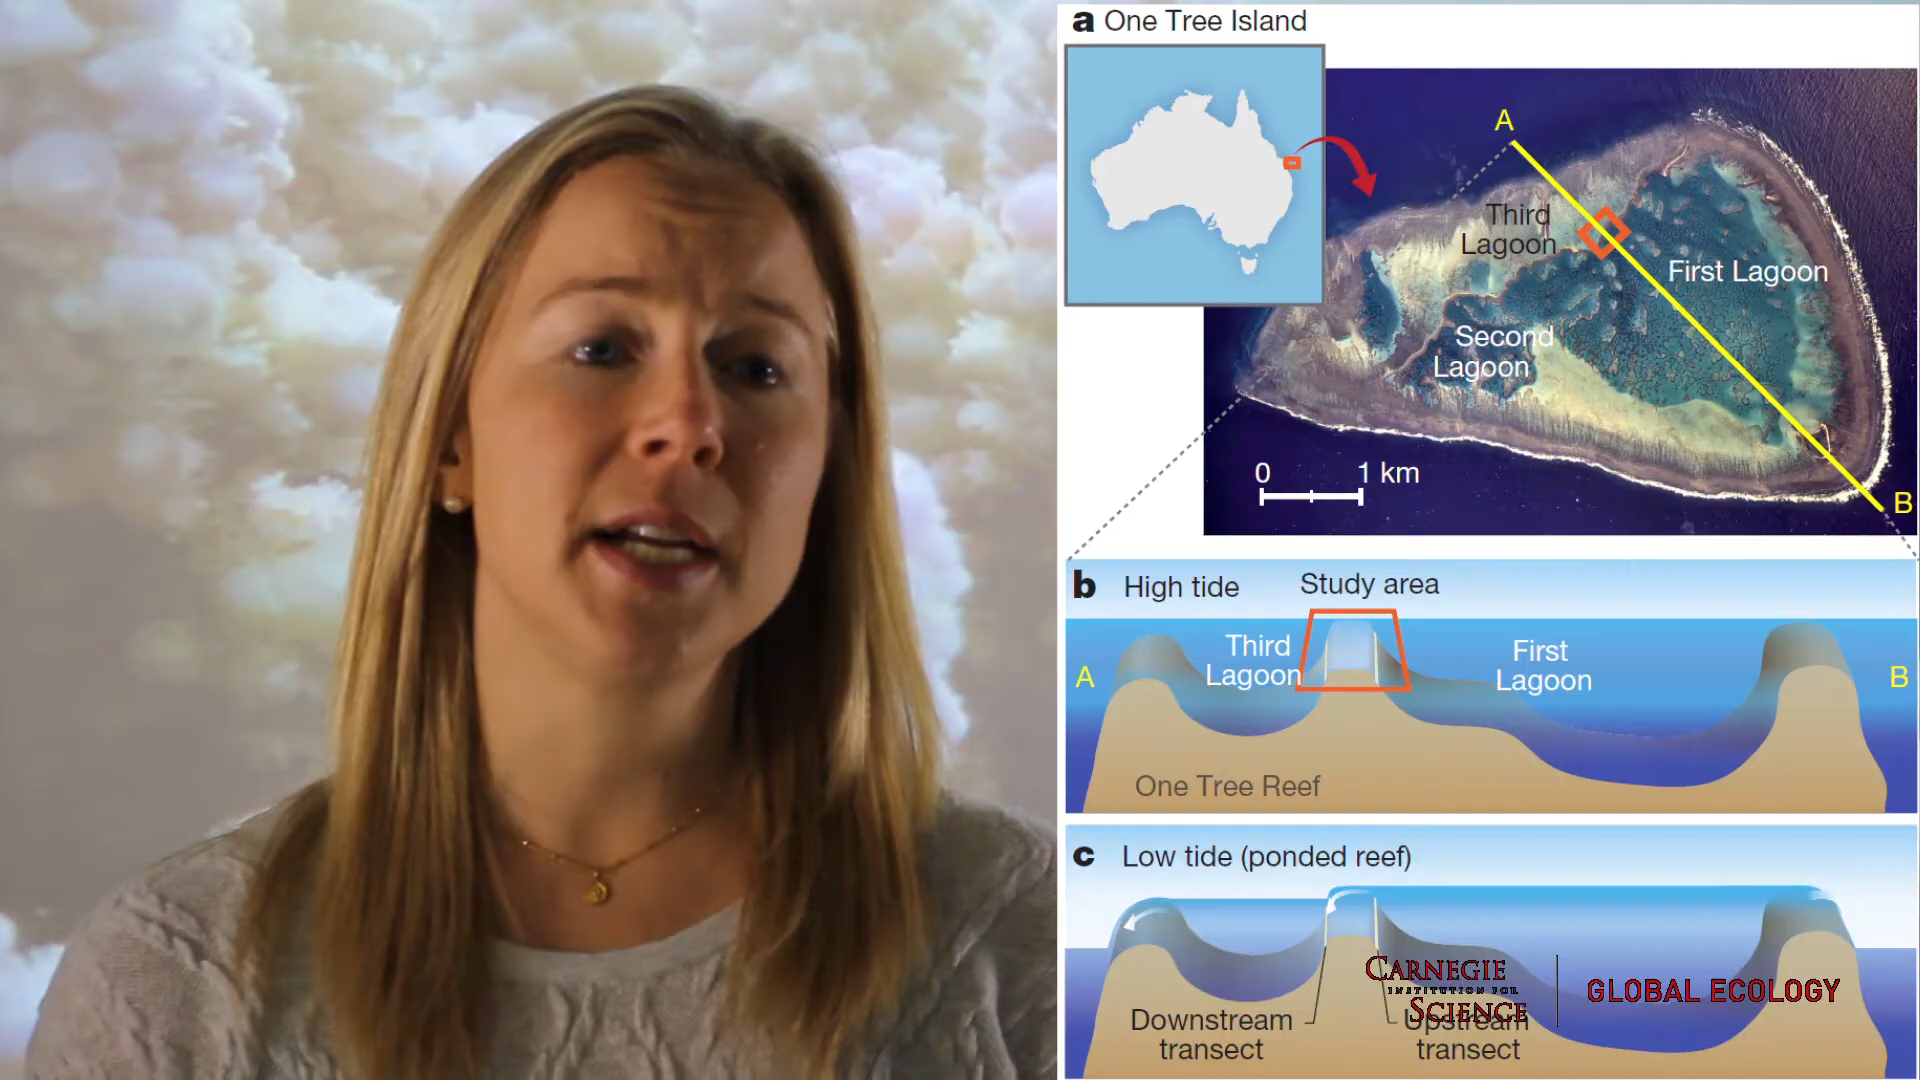 a One Tree Island
A
Third
Lagoon
First Lagoon
Second
Lagoon
0 1 km
B
b High tide
Study area
Third
Lagoon
First
Lagoon
A
B
One Tree Reef
c Low tide (ponded reef)
CARNEGIE
INSTITUTION FOR
SCIENCE
GLOBAL ECOLOGY
Downstream
transect
Upstream
transect